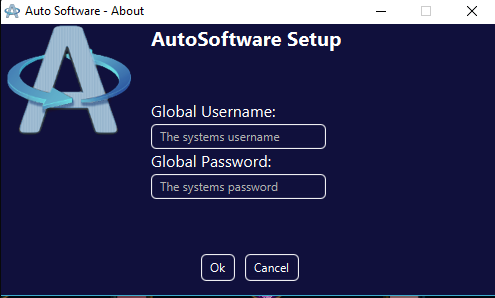 Auto Software - About
AutoSoftware Setup
Global Username:
The systems username
Global Password:
The systems password
Ok
Cancel